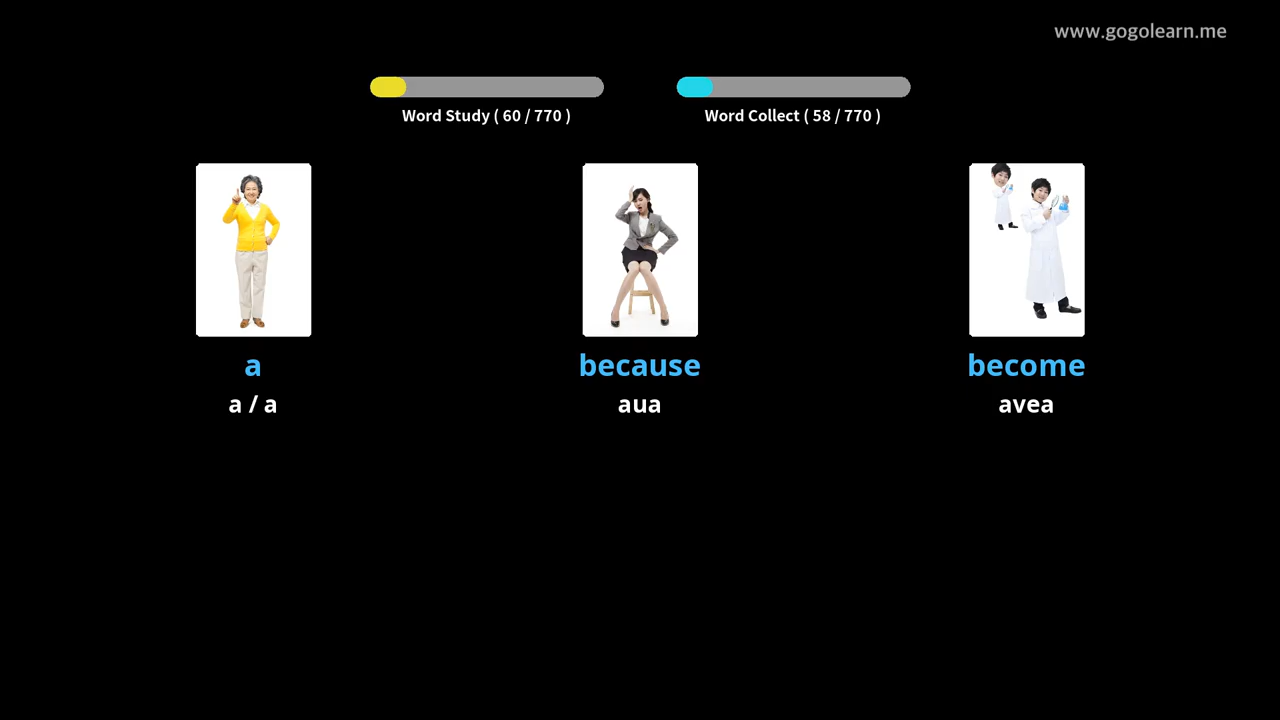 www.gogolearn.me
Word Study ( 60 / 770 )
Word Collect ( 58 / 770 )
a
because
become
a / a
aua
avea